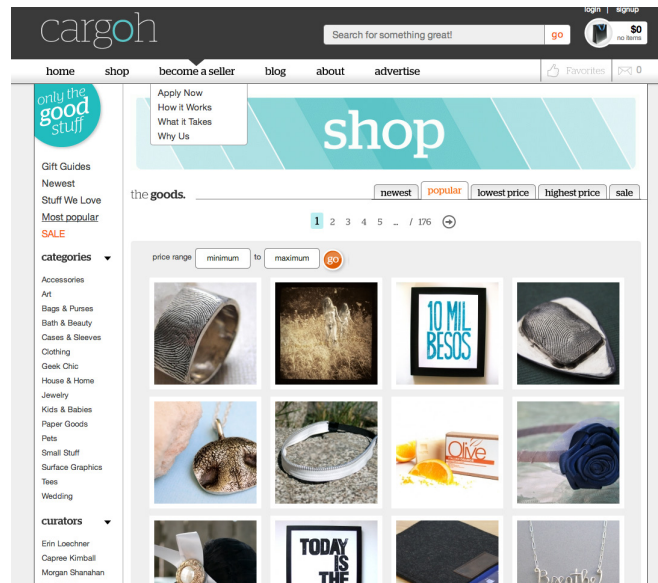 cargoh
login | signup
Search for something great!
go
$0
no items
home shop become a seller blog about advertise
Favorites 0
Apply Now
How it Works
What it Takes
Why Us
only the
good
stuff
shop
Gift Guides
Newest
Stuff We Love
Most popular
SALE
the goods.
newest popular lowest price highest price sale
1 2 3 4 5 .. / 176
price range minimum to maximum go
categories
Accessories
Art
Bags & Purses
Bath & Beauty
Cases & Sleeves
Clothing
Geek Chic
House & Home
Jewelry
Kids & Babies
Paper Goods
Pets
Small Stuff
Surface Graphics
Tees
Wedding
curators
Erin Loechner
Capree Kimball
Morgan Shanahan
10 MIL
BESOS
Olive
TODAY
IS
THE
Breathe